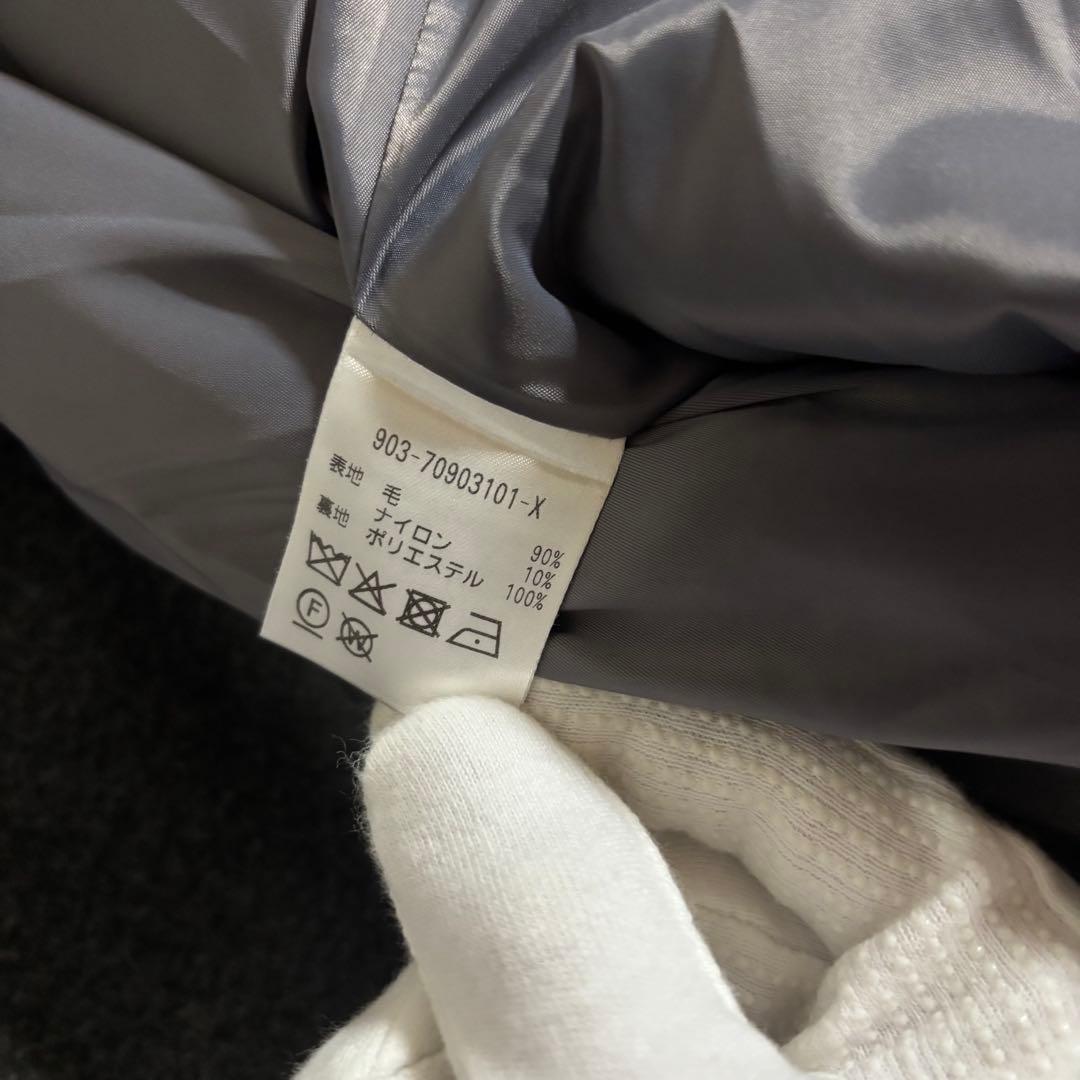 903-70903101-X
表地 毛 90%
ナイロン 10%
裏地 ポリエステル 100%
F
W